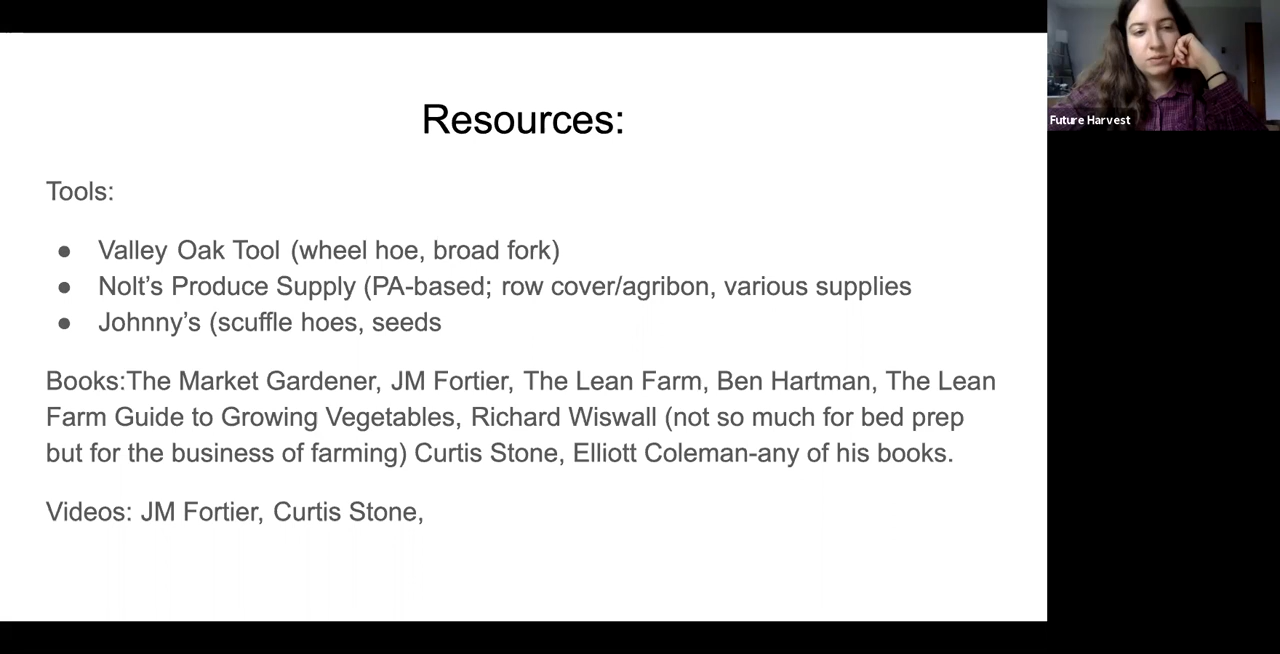 Resources:
Future Harvest
Tools:
● Valley Oak Tool (wheel hoe, broad fork)
● Nolt's Produce Supply (PA-based; row cover/agribon, various supplies
● Johnny's (scuffle hoes, seeds
Books:The Market Gardener, JM Fortier, The Lean Farm, Ben Hartman, The Lean
Farm Guide to Growing Vegetables, Richard Wiswall (not so much for bed prep
but for the business of farming) Curtis Stone, Elliott Coleman-any of his books.
Videos: JM Fortier, Curtis Stone,